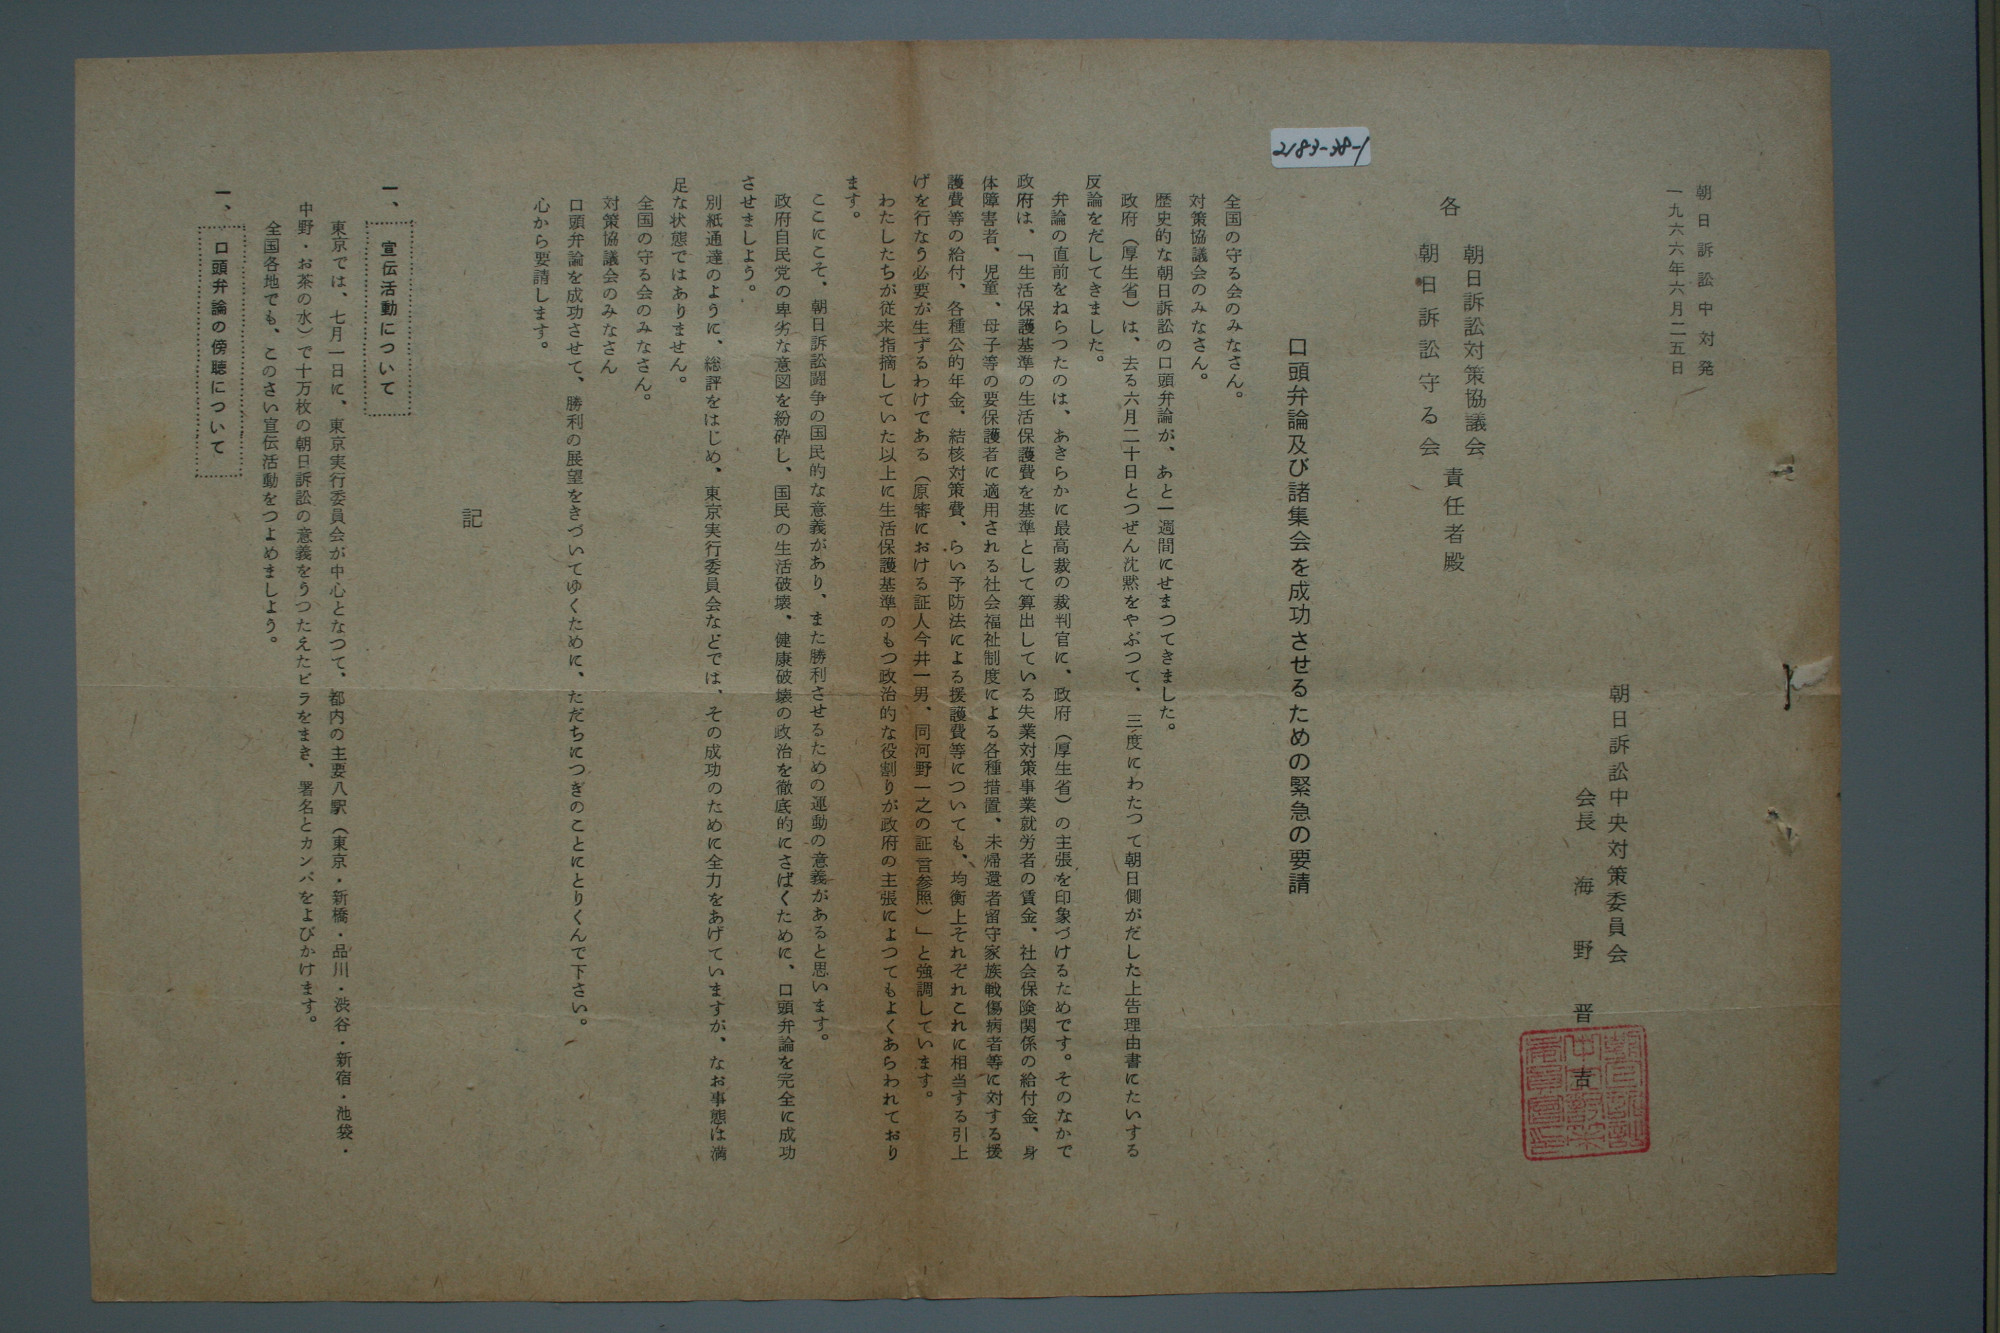 2183-38-1
朝日訴訟中対発
一九六六年六月二五日
朝日訴訟中央対策委員会
会長 海野晋吉
各
朝日訴訟対策協議会
朝日訴訟守る会
責任者殿
口頭弁論及び諸集会を成功させるための緊急の要請
全国の守る会のみなさん。
対策協議会のみなさん。
歴史的な朝日訴訟の口頭弁論が、あと一週間にせまつてきました。
政府(厚生省)は、去る六月二十日とつぜん沈黙をやぶつて、三度にわたつて朝日側がだした上告理由書にたいする
反論をだしてきました。
弁論の直前をねらつたのは、あきらかに最高裁の裁判官に、政府(厚生省)の主張を印象づけるためです。そのなかで
政府は、「生活保護基準の生活保護費を基準として算出している失業対策事業就労者の賃金、社会保険関係の給付金、身
体障害者、児童、母子等の要保護者に適用される社会福祉制度による各種措置、未帰還者留守家族戦傷病者等に対する援
護費等の給付、各種公的年金、結核対策費、らい予防法による援護費等についても、均衡上それぞれこれに相当する引上
げを行なう必要が生ずるわけである(原審における証人今井一男、同河野一之の証言参照)」と強調しています。
わたしたちが従来指摘していた以上に生活保護基準のもつ政治的な役割りが政府の主張によつてもよくあらわれており
ます。
ここにこそ、朝日訴訟闘争の国民的な意義があり、また勝利させるための運動の意義があると思います。
政府自民党の卑劣な意図を紛砕し、国民の生活破壊、健康破壊の政治を徹底的にさばくために、口頭弁論を完全に成功
させましよう。
別紙通達のように、総評をはじめ、東京実行委員会などでは、その成功のために全力をあげていますが、なお事態は満
足な状態ではありません。
全国の守る会のみなさん。
対策協議会のみなさん
口頭弁論を成功させて、勝利の展望をきづいてゆくために、ただちにつぎのことにとりくんで下さい。
心から要請します。
記
一、宣伝活動について
東京では、七月一日に、東京実行委員会が中心となつて、都内の主要八駅(東京・新橋・品川・渋谷・新宿・池袋・
中野・お茶の水)で十万枚の朝日訴訟の意義をうつたえたビラをまき、署名とカンパをよびかけます。
全国各地でも、このさい宣伝活動をつよめましよう。
一、口頭弁論の傍聴について